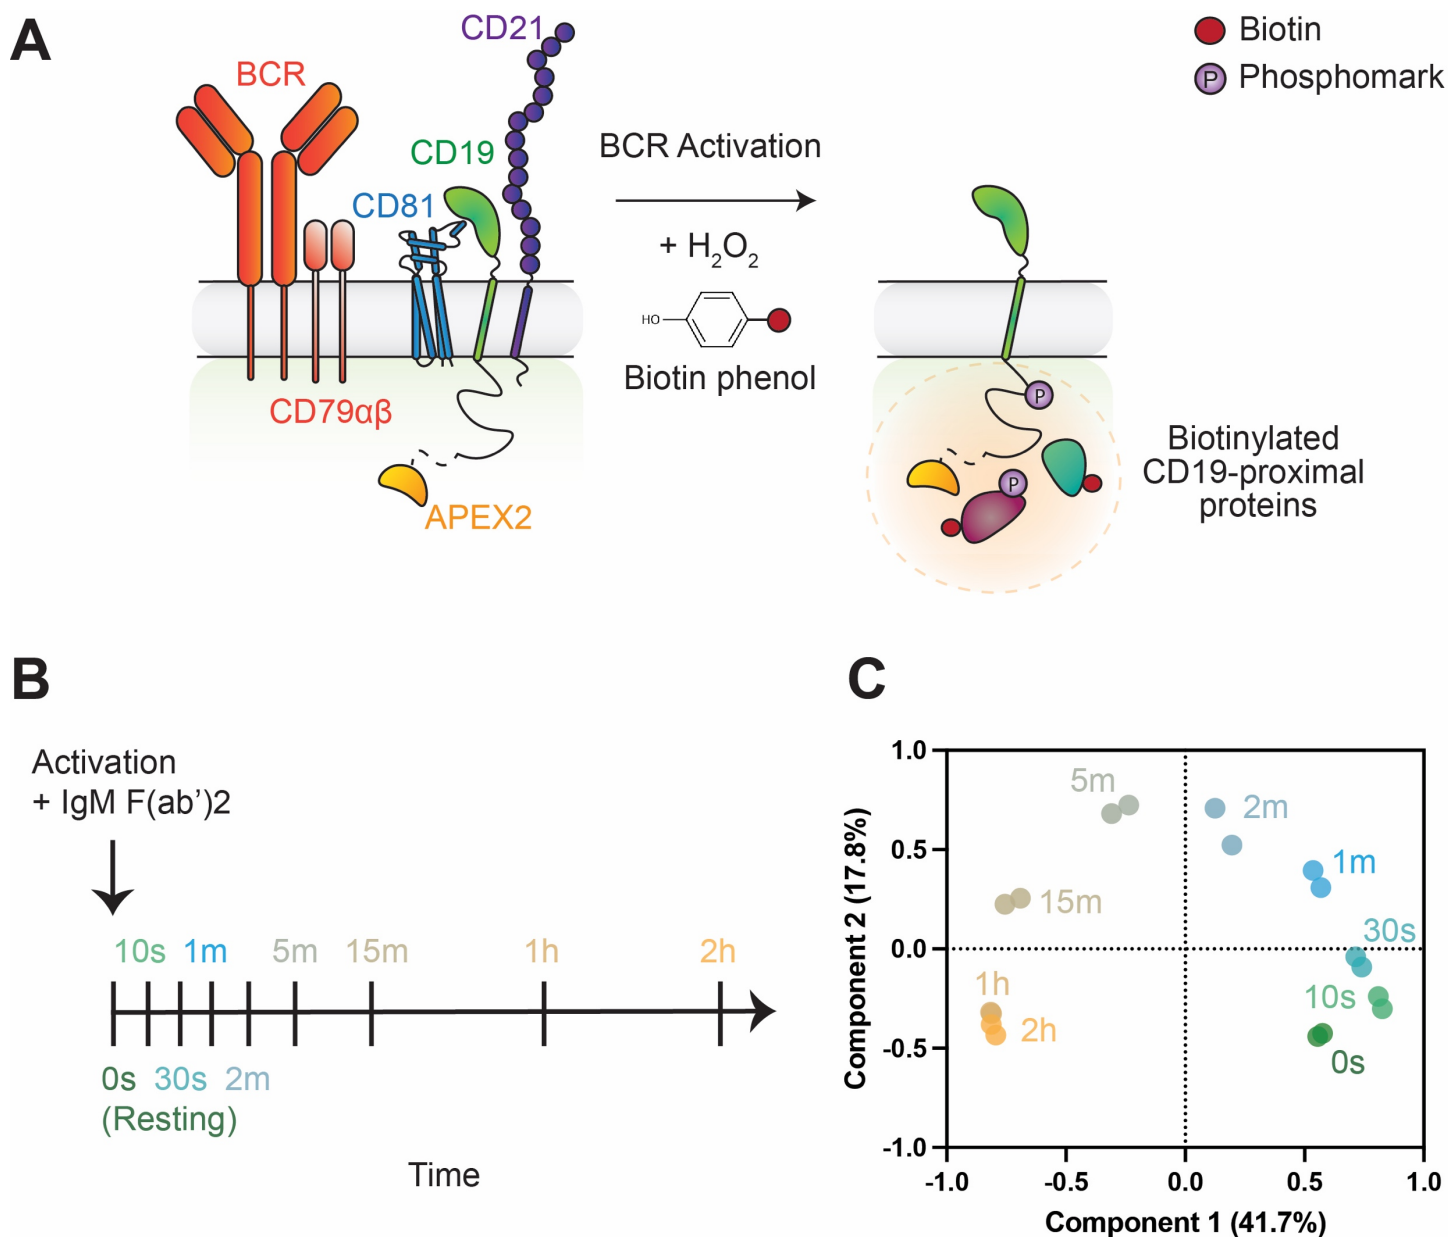 A
BCR
CD21
CD19
CD81
CD79αβ
APEX2
BCR Activation
+ H₂O₂
HO
Biotin phenol
Biotin
P Phosphomark
P
P
Biotinylated
CD19-proximal
proteins
B
Activation
+ IgM F(ab’)2
10s 1m 5m 15m 1h 2h
0s 30s 2m
(Resting)
Time
C
Component 2 (17.8%)
1.0
0.5
0.0
-0.5
-1.0
5m
2m
1m
15m
30s
1h
10s
2h
0s
-1.0 -0.5 0.0 0.5 1.0
Component 1 (41.7%)